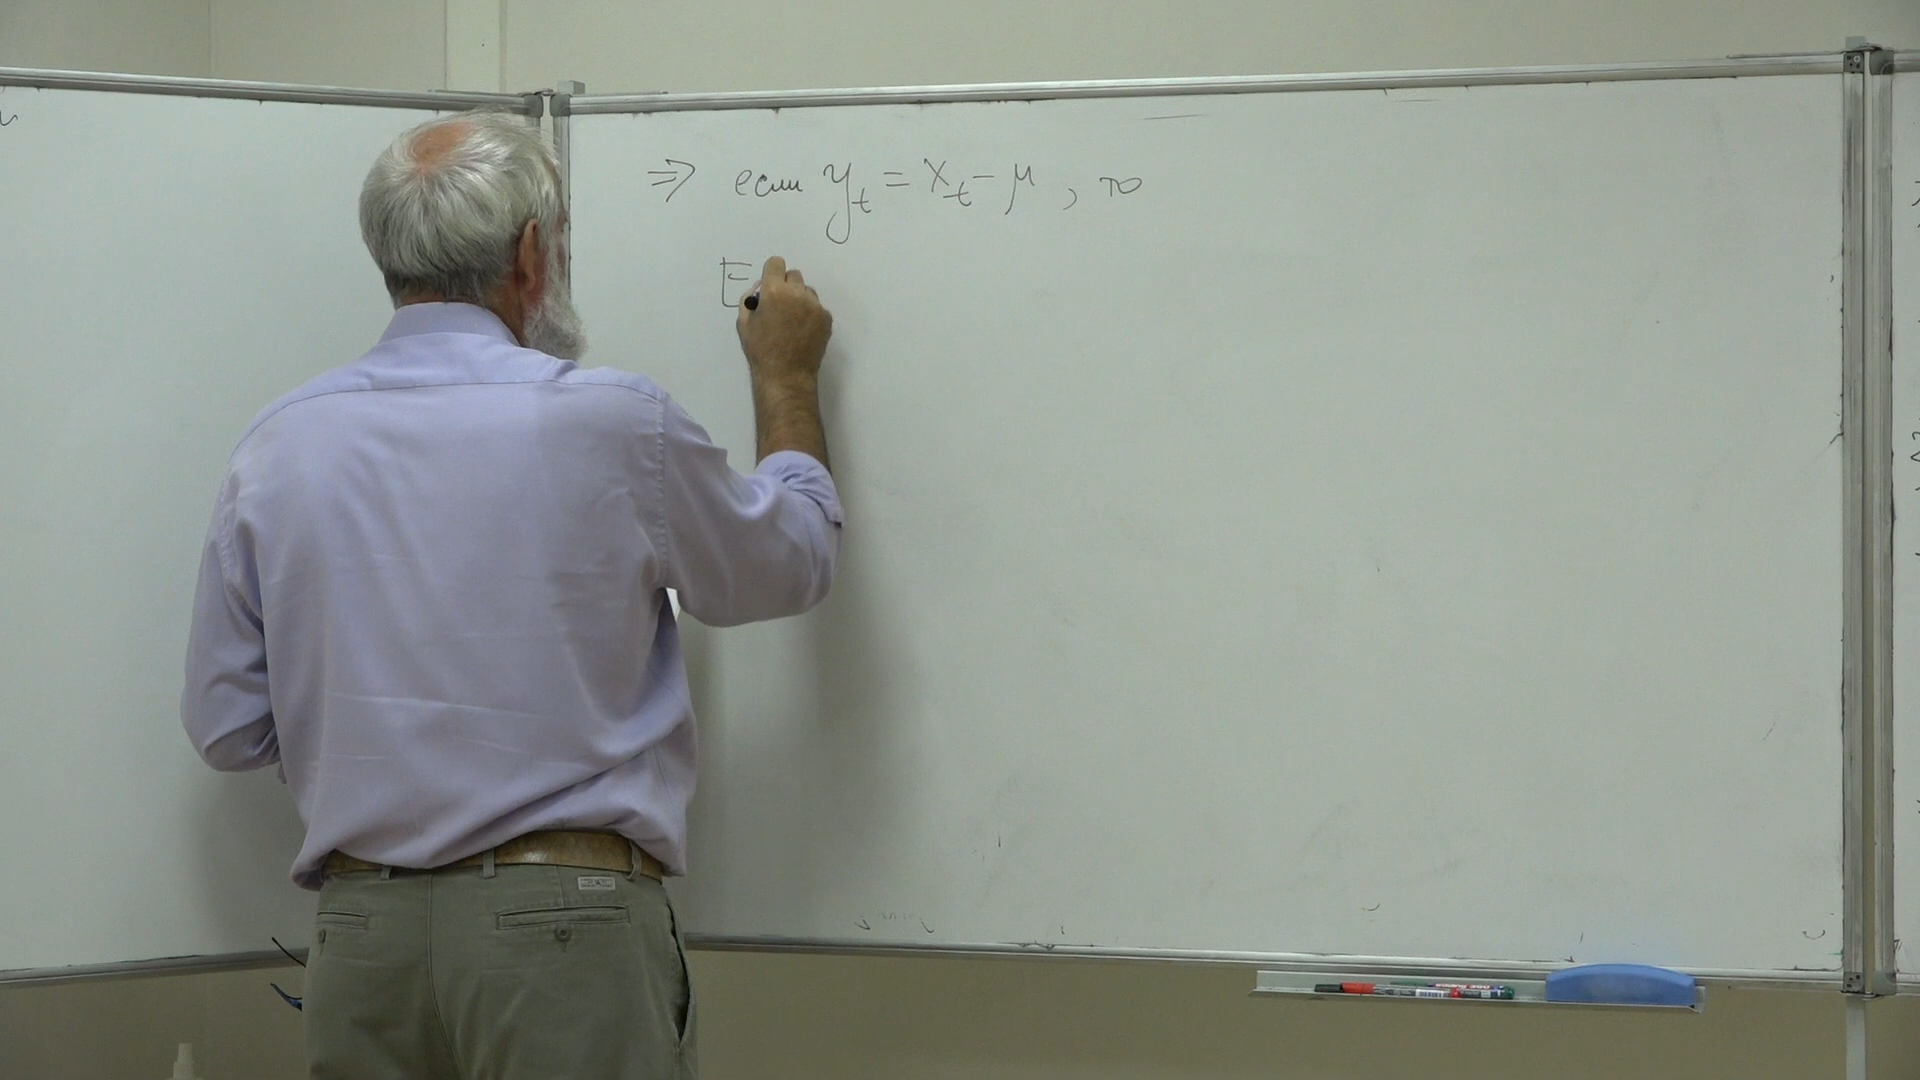 ⇒ если y_t = X_t - μ, то
E